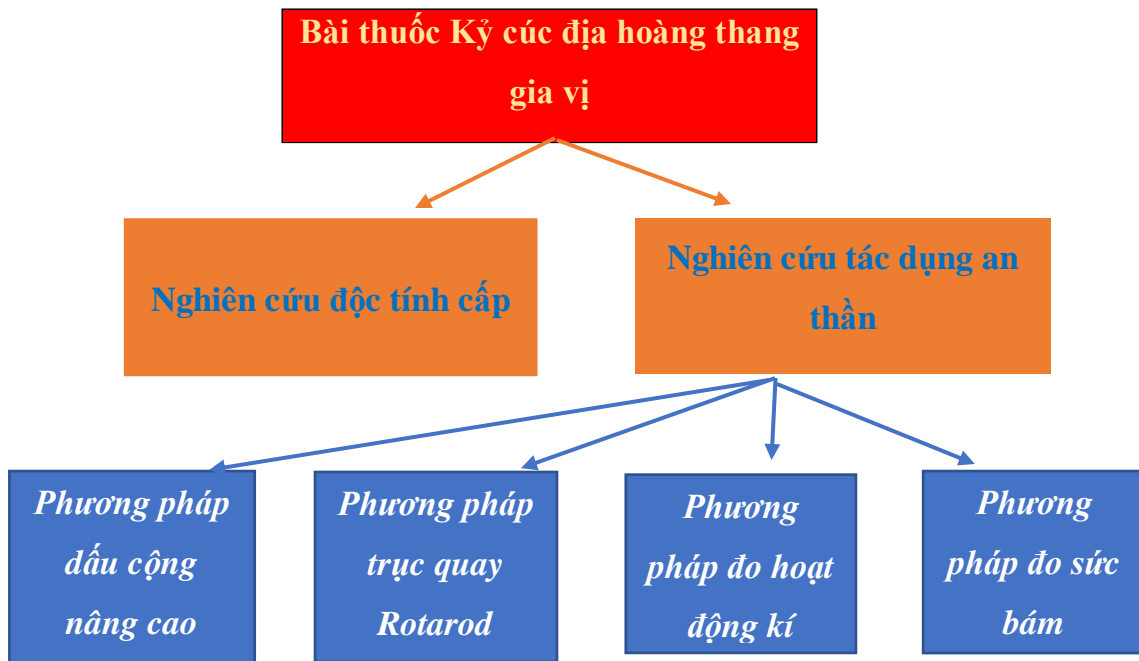 Bài thuốc Kỷ cúc địa hoàng thang
gia vị
Nghiên cứu độc tính cấp
Nghiên cứu tác dụng an
thần
Phương pháp
dấu cộng
nâng cao
Phương pháp
trục quay
Rotarod
Phương
pháp đo hoạt
động kí
Phương
pháp đo sức
bám